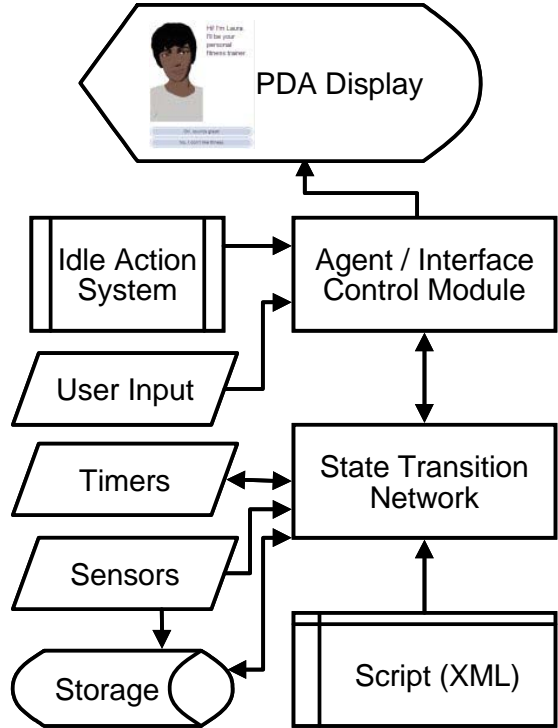 Hi! I'm Laura
I'll be your
personal
fitness trainer
PDA Display
Idle Action
System
Agent / Interface
Control Module
User Input
Timers
State Transition
Network
Sensors
Storage
Script (XML)